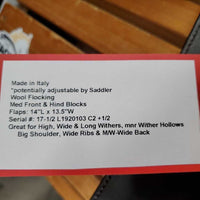 Made in Italy
*potentially adjustable by Saddler
Wool Flocking
Med Front & Hind Blocks
Flaps: 14"L x 13.5"W
Serial #: 17-1/2 L1920103 C2 +1/2
Great for High, Wide & Long Withers, mnr Wither Hollows
Big Shoulder, Wide Ribs & M/W-Wide Back